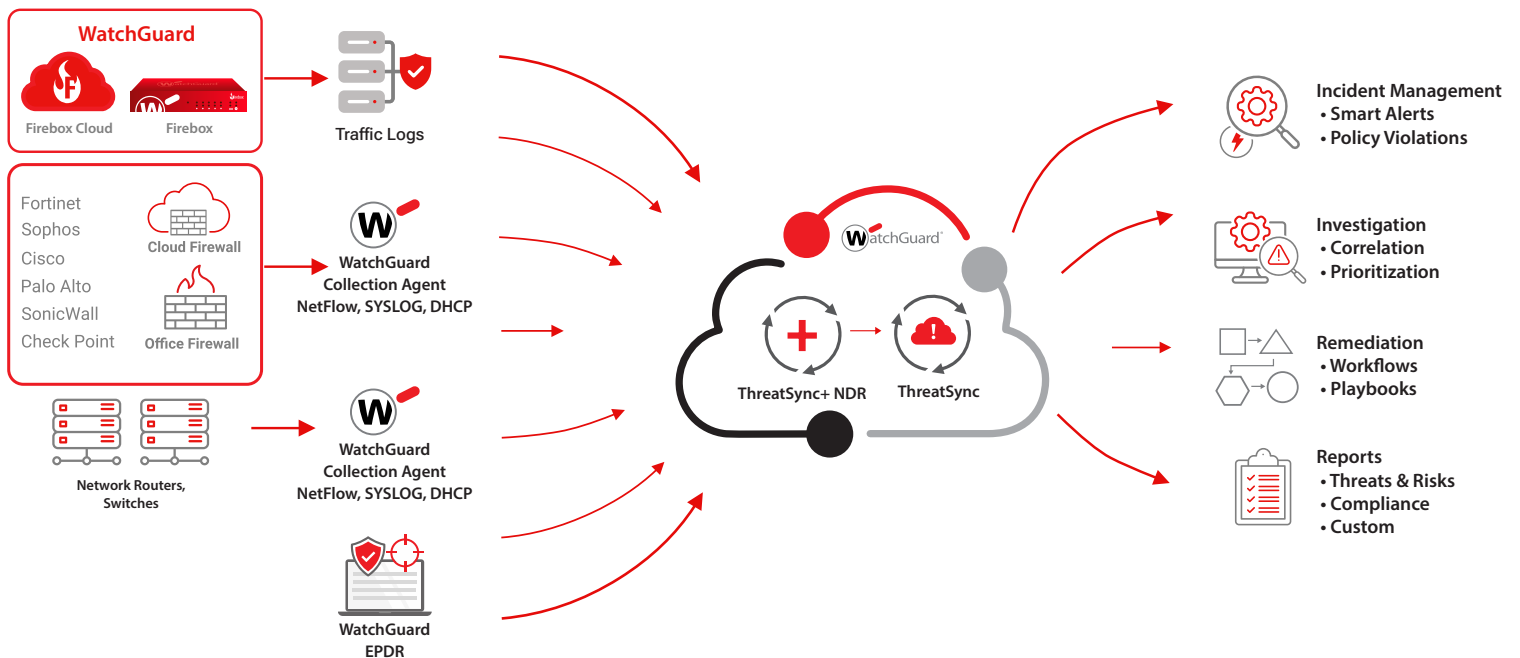 WatchGuard
Firebox Cloud
Firebox
Traffic Logs
Fortinet
Sophos
Cisco
Palo Alto
SonicWall
Check Point
Cloud Firewall
Office Firewall
WatchGuard
Collection Agent
NetFlow, SYSLOG, DHCP
Network Routers,
Switches
WatchGuard
Collection Agent
NetFlow, SYSLOG, DHCP
WatchGuard
EPDR
WatchGuard
ThreatSync+ NDR
ThreatSync
Incident Management
• Smart Alerts
• Policy Violations
Investigation
• Correlation
• Prioritization
Remediation
• Workflows
• Playbooks
Reports
• Threats & Risks
• Compliance
• Custom